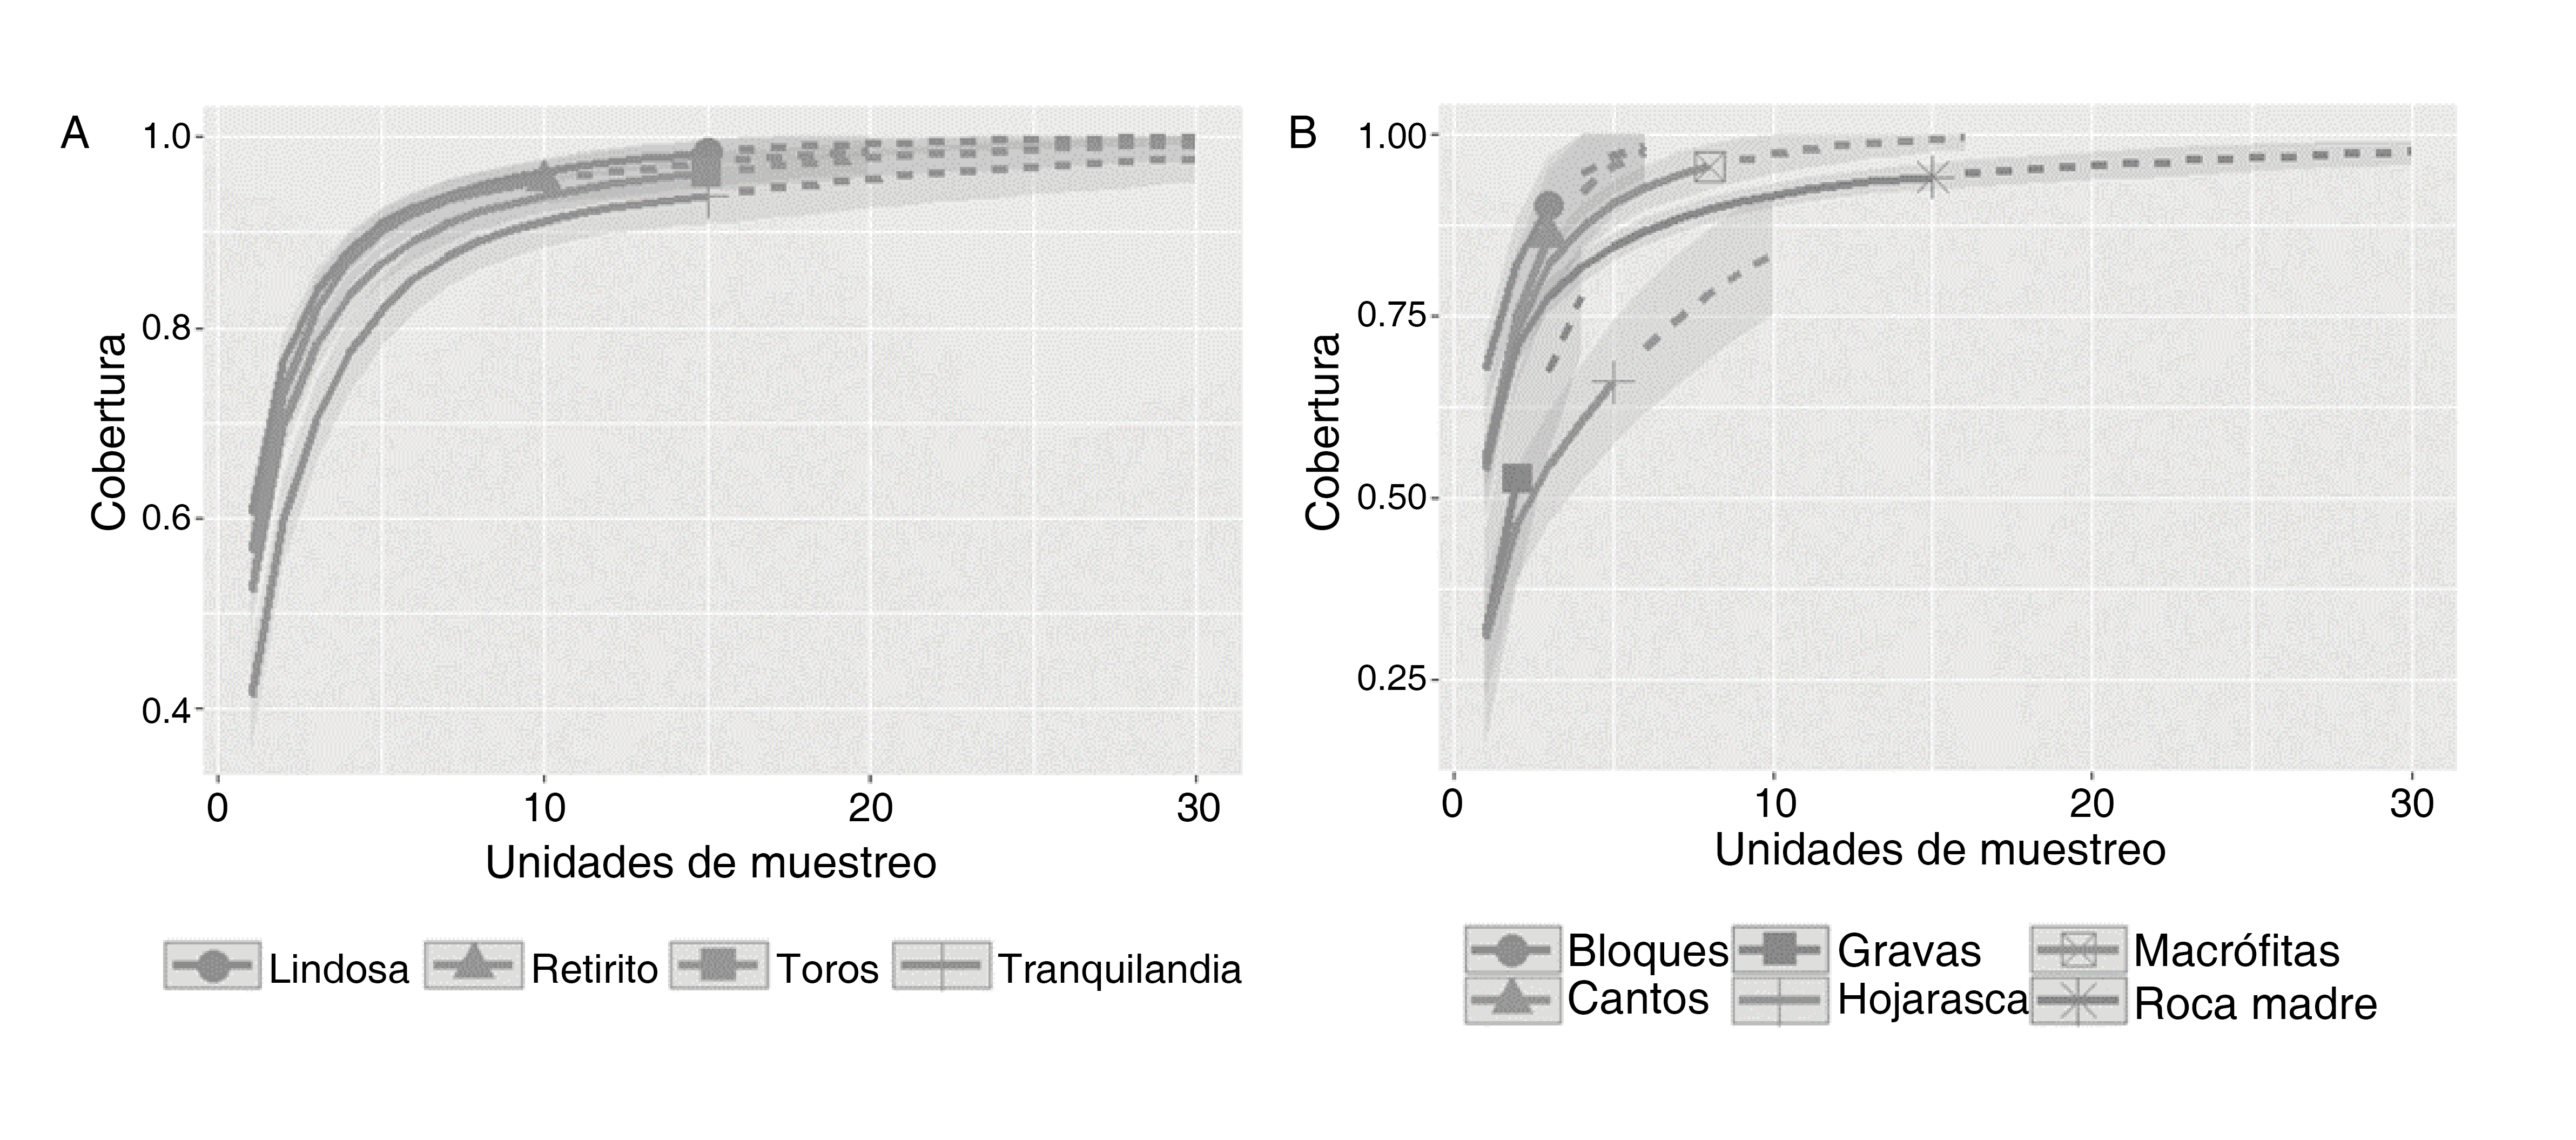 A
1.0
0.8
0.6
0.4
Cobertura
0 10 20 30
Unidades de muestreo
Lindosa Retirito Toros Tranquilandia
B
1.00
0.75
0.50
0.25
Cobertura
0 10 20 30
Unidades de muestreo
Bloques Gravas Macrófitas
Cantos Hojarasca Roca madre